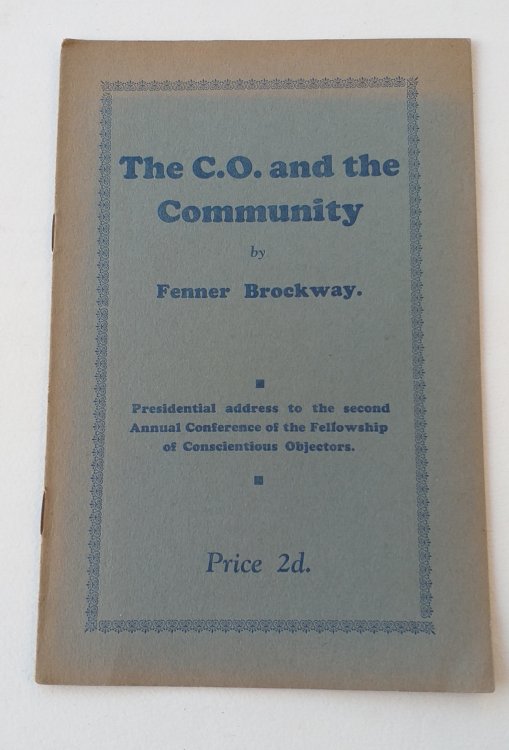 The C.O. and the
Community
by
Fenner Brockway.
Presidential address to the second
Annual Conference of the Fellowship
of Conscientious Objectors.
Price 2d.